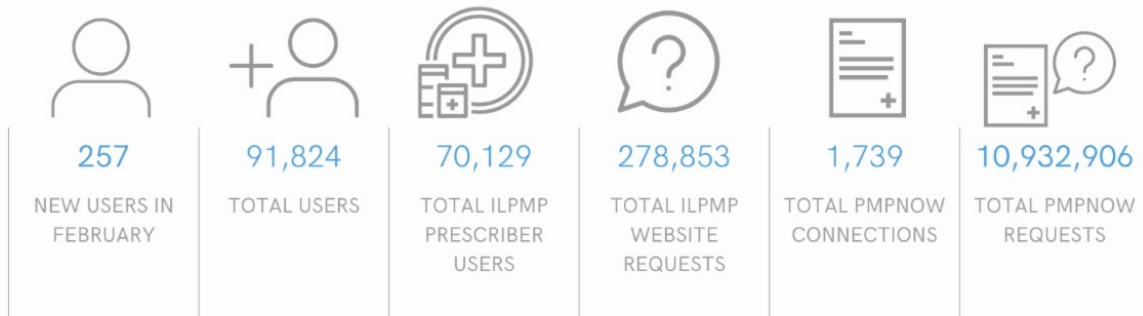 257
NEW USERS IN
FEBRUARY
91,824
TOTAL USERS
70,129
TOTAL ILPMP
PRESCRIBER
USERS
278,853
TOTAL ILPMP
WEBSITE
REQUESTS
1,739
TOTAL PMPNOW
CONNECTIONS
10,932,906
TOTAL PMPNOW
REQUESTS